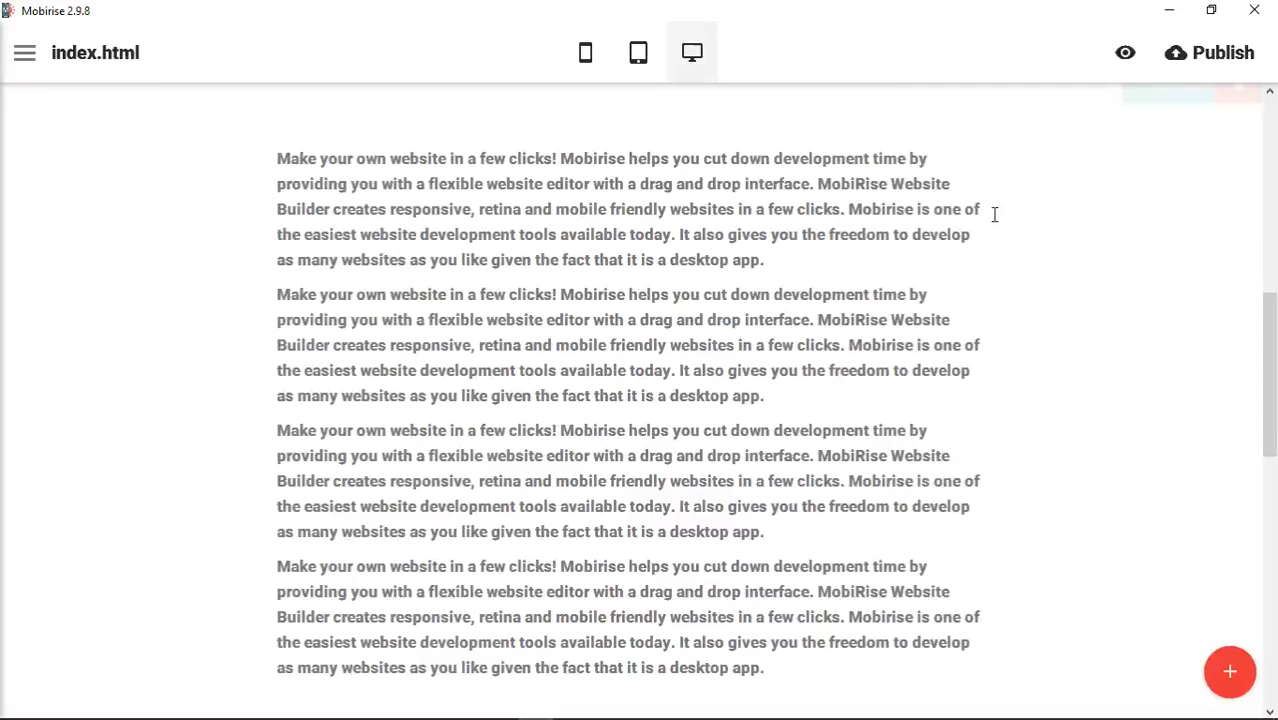 Mobirise 2.9.8
index.html
Publish
Make your own website in a few clicks! Mobirise helps you cut down development time by
providing you with a flexible website editor with a drag and drop interface. MobiRise Website
Builder creates responsive, retina and mobile friendly websites in a few clicks. Mobirise is one of
the easiest website development tools available today. It also gives you the freedom to develop
as many websites as you like given the fact that it is a desktop app.
Make your own website in a few clicks! Mobirise helps you cut down development time by
providing you with a flexible website editor with a drag and drop interface. MobiRise Website
Builder creates responsive, retina and mobile friendly websites in a few clicks. Mobirise is one of
the easiest website development tools available today. It also gives you the freedom to develop
as many websites as you like given the fact that it is a desktop app.
Make your own website in a few clicks! Mobirise helps you cut down development time by
providing you with a flexible website editor with a drag and drop interface. MobiRise Website
Builder creates responsive, retina and mobile friendly websites in a few clicks. Mobirise is one of
the easiest website development tools available today. It also gives you the freedom to develop
as many websites as you like given the fact that it is a desktop app.
Make your own website in a few clicks! Mobirise helps you cut down development time by
providing you with a flexible website editor with a drag and drop interface. MobiRise Website
Builder creates responsive, retina and mobile friendly websites in a few clicks. Mobirise is one of
the easiest website development tools available today. It also gives you the freedom to develop
as many websites as you like given the fact that it is a desktop app.